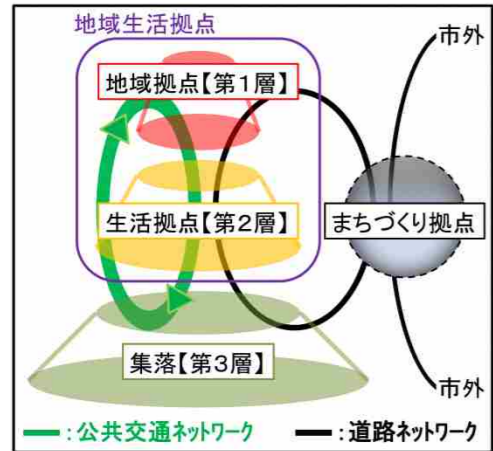 地域生活拠点
市外
地域拠点【第1層】
生活拠点【第2層】
まちづくり拠点
集落【第3層】
市外
:公共交通ネットワーク
:道路ネットワーク